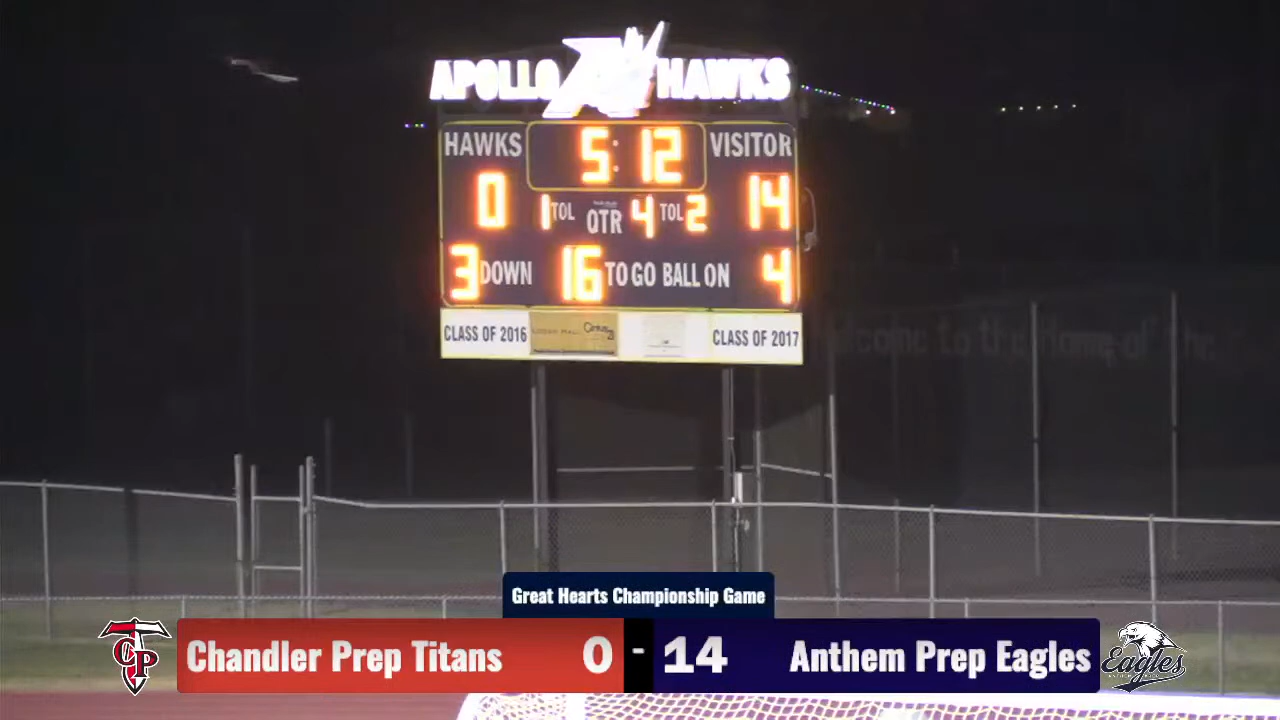 APOLLO HAWKS
HAWKS 5:12 VISITOR
0 14
1 TOL QTR 4 TOL 2
3 DOWN 16 TO GO BALL ON 4
CLASS OF 2016 CLASS OF 2017
Great Hearts Championship Game
CP Chandler Prep Titans 0 - 14 Anthem Prep Eagles Eagles